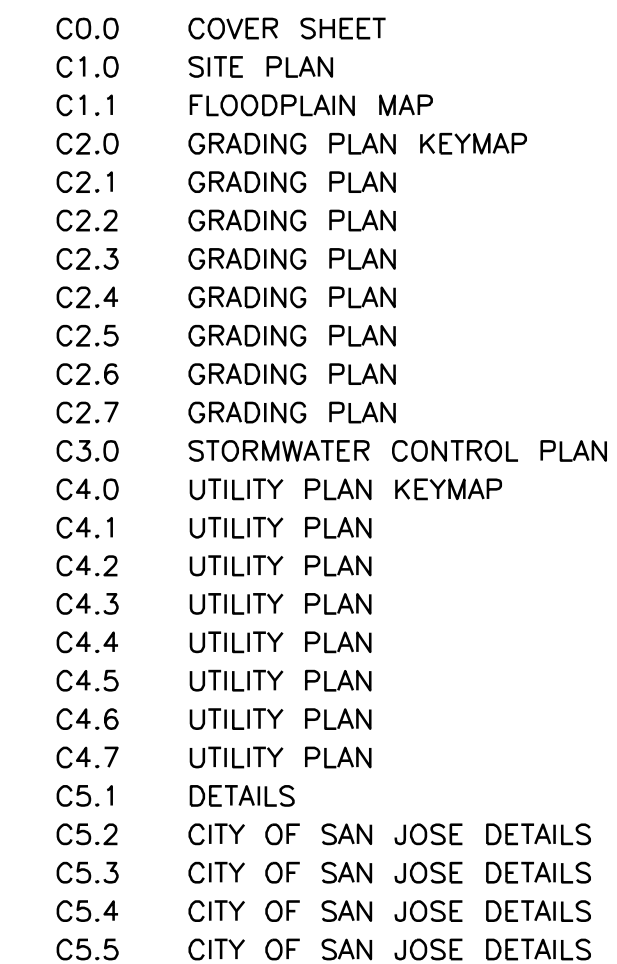 C0.0 COVER SHEET
C1.0 SITE PLAN
C1.1 FLOODPLAIN MAP
C2.0 GRADING PLAN KEYMAP
C2.1 GRADING PLAN
C2.2 GRADING PLAN
C2.3 GRADING PLAN
C2.4 GRADING PLAN
C2.5 GRADING PLAN
C2.6 GRADING PLAN
C2.7 GRADING PLAN
C3.0 STORMWATER CONTROL PLAN
C4.0 UTILITY PLAN KEYMAP
C4.1 UTILITY PLAN
C4.2 UTILITY PLAN
C4.3 UTILITY PLAN
C4.4 UTILITY PLAN
C4.5 UTILITY PLAN
C4.6 UTILITY PLAN
C4.7 UTILITY PLAN
C5.1 DETAILS
C5.2 CITY OF SAN JOSE DETAILS
C5.3 CITY OF SAN JOSE DETAILS
C5.4 CITY OF SAN JOSE DETAILS
C5.5 CITY OF SAN JOSE DETAILS